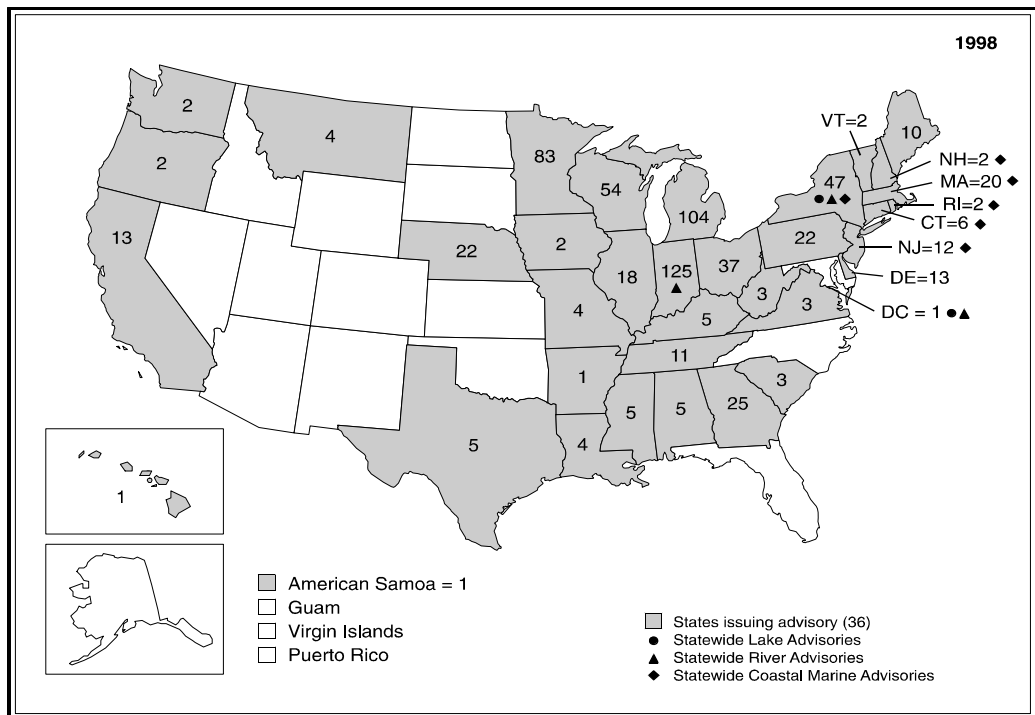 1998
2
4
2
13
83
54
104
22
2
18
125
37
4
5
3
3
22
47
10
VT=2
NH=2
MA=20
RI=2
CT=6
NJ=12
DE=13
DC = 1
11
1
5
5
25
3
4
5
1
American Samoa = 1
Guam
Virgin Islands
Puerto Rico
States issuing advisory (36)
Statewide Lake Advisories
Statewide River Advisories
Statewide Coastal Marine Advisories